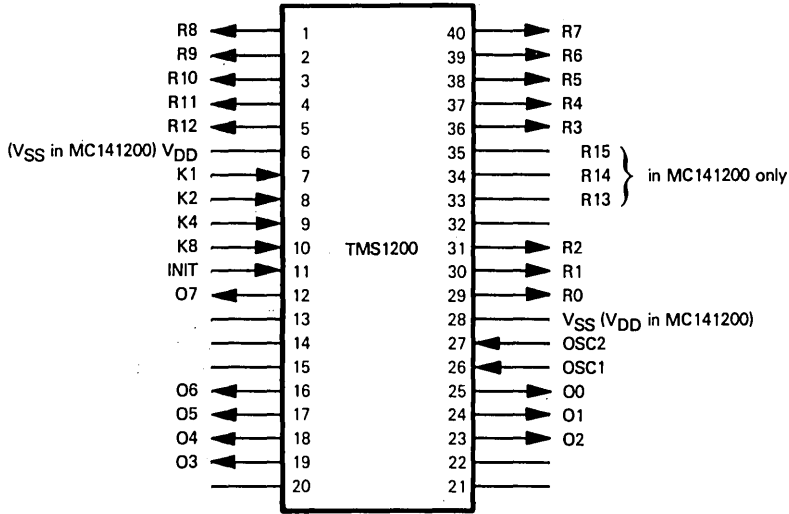 R8 1 40 R7
R9 2 39 R6
R10 3 38 R5
R11 4 37 R4
R12 5 36 R3
(VSS in MC141200) VDD 6 35 R15
K1 7 34 R14 } in MC141200 only
K2 8 33 R13
K4 9 32
K8 10 TMS1200 31 R2
INIT 11 30 R1
O7 12 29 R0
13 28 VSS (VDD in MC141200)
14 27 OSC2
15 26 OSC1
O6 16 25 O0
O5 17 24 O1
O4 18 23 O2
O3 19 22
20 21